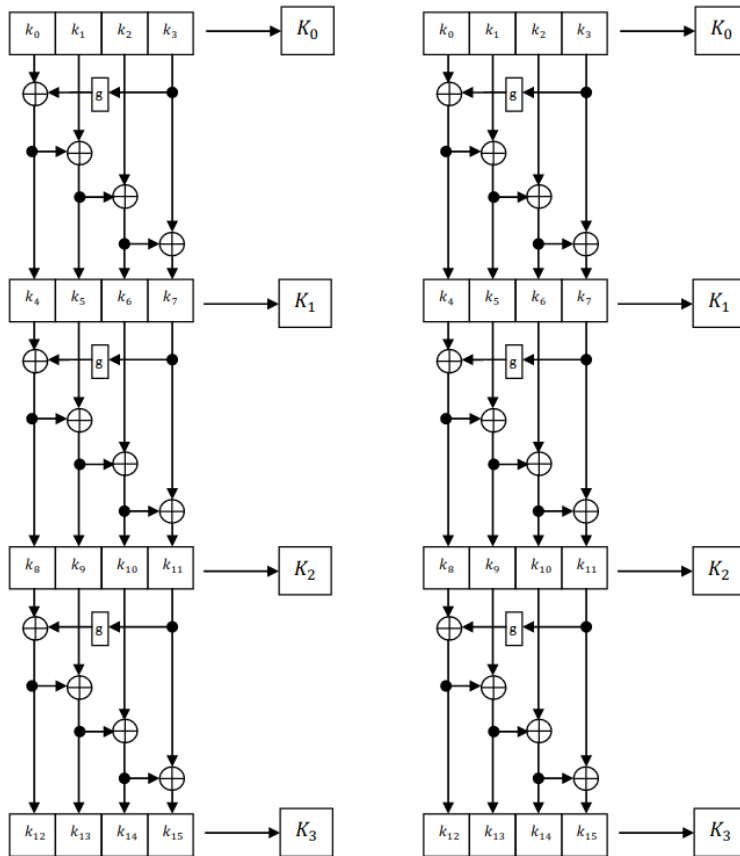 k₀ k₁ k₂ k₃ K₀
g
k₄ k₅ k₆ k₇ K₁
g
k₈ k₉ k₁₀ k₁₁ K₂
g
k₁₂ k₁₃ k₁₄ k₁₅ K₃
k₀ k₁ k₂ k₃ K₀
g
k₄ k₅ k₆ k₇ K₁
g
k₈ k₉ k₁₀ k₁₁ K₂
g
k₁₂ k₁₃ k₁₄ k₁₅ K₃